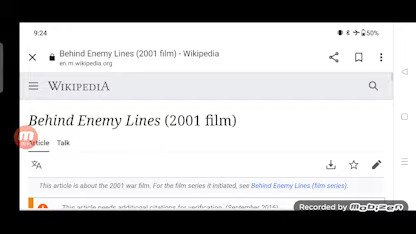 9:24
50%
Behind Enemy Lines (2001 film) - Wikipedia
en.m.wikipedia.org
WIKIPEDIA
Behind Enemy Lines (2001 film)
Article Talk
This article is about the 2001 war film. For the film series it initiated, see Behind Enemy Lines (film series).
This article needs additional citations for verification. (September 2016)
Recorded by Mobizen